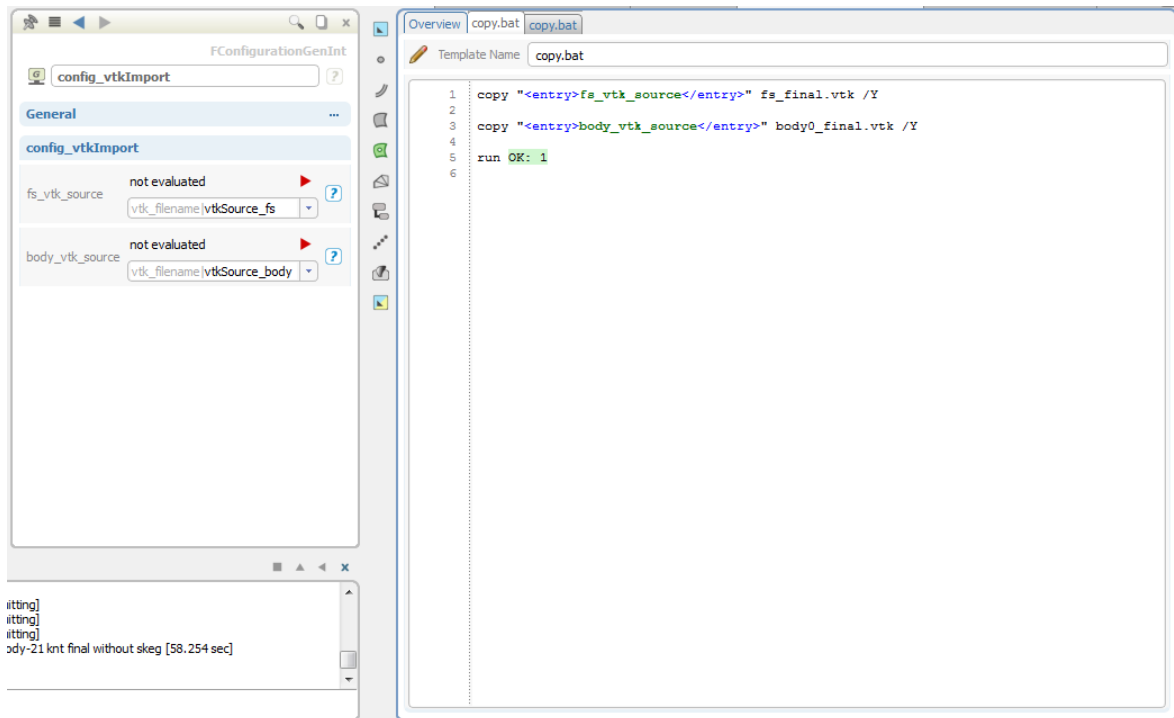 FConfigurationGenInt
config_vtkImport
?
General ...
config_vtkImport
fs_vtk_source
not evaluated
?
vtk_filename|vtkSource_fs
body_vtk_source
not evaluated
?
vtk_filename|vtkSource_body
itting]
itting]
itting]
ody-21 knt final without skeg [58.254 sec]
Overview copy.bat copy.bat
Template Name copy.bat
1 copy "<entry>fs_vtk_source</entry>" fs_final.vtk /Y
2
3 copy "<entry>body_vtk_source</entry>" body0_final.vtk /Y
4
5 run OK: 1
6